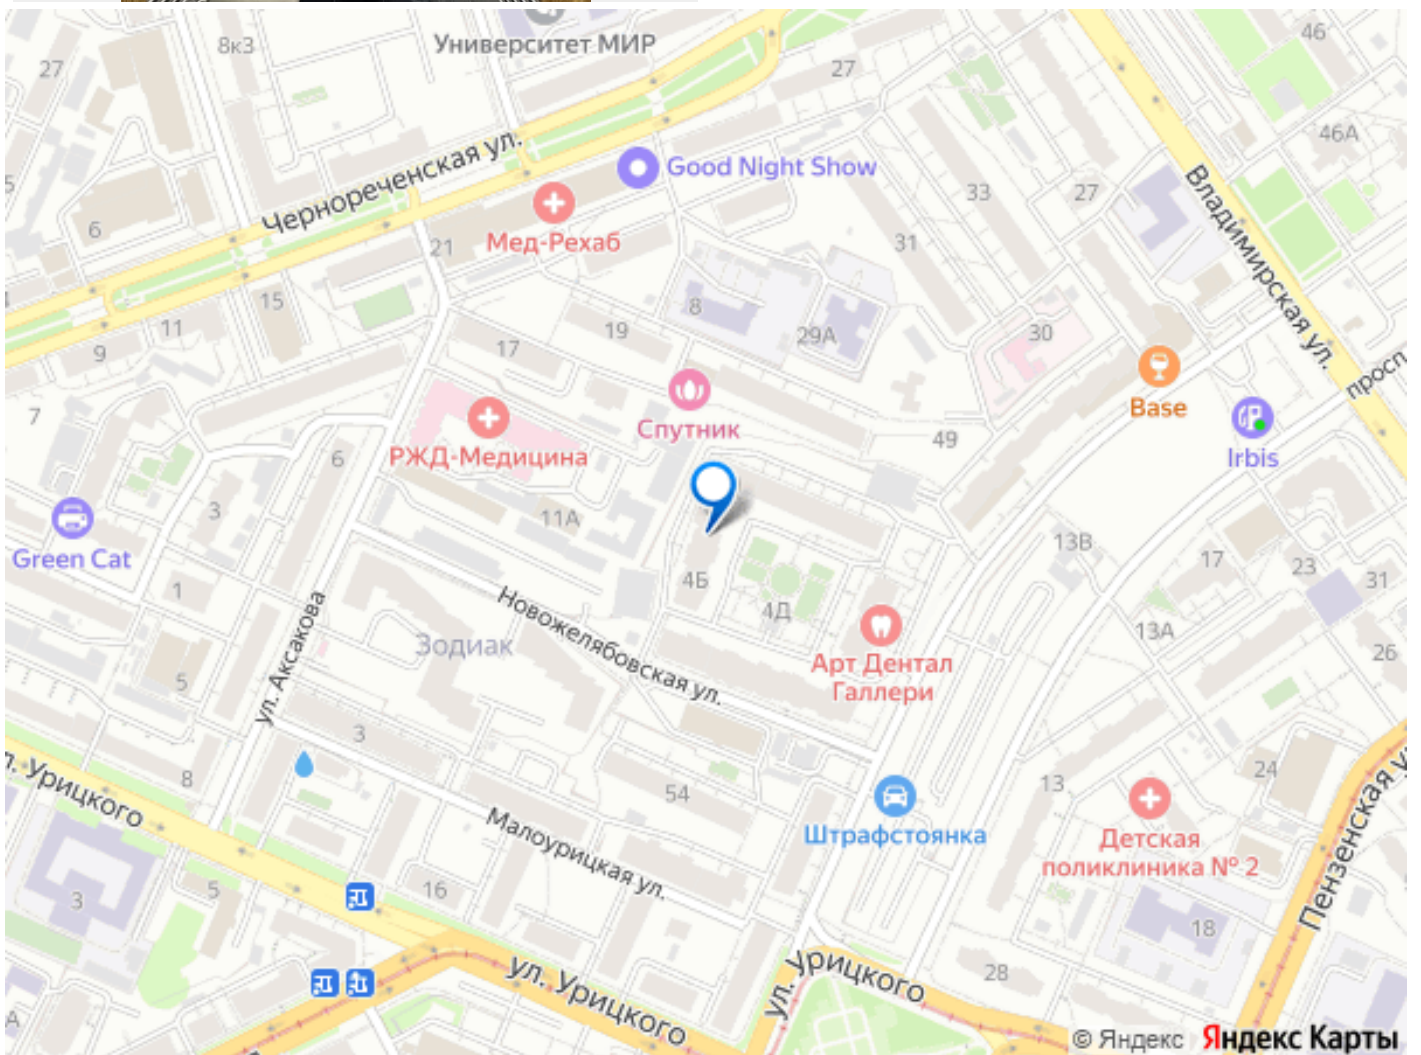 Университет МИР
8к3
27
27
46
46А
Чернореченская ул.
Good Night Show
Мед-Рехаб
Владимирская ул.
33
27
31
6
21
15
11
9
8
19
17
29А
30
Base
просп.
Irbis
7
Спутник
49
РЖД-Медицина
6
3
11А
Green Cat
4Б
4Д
13В
17
23
31
1
Новожелябовская ул.
Зодиак
ул. Аксакова
13А
26
Арт Дентал
Галлери
5
3
8
54
13
24
ул. Урицкого
Штрафстоянка
Детская
поликлиника № 2
Малоурицкая ул.
Пензенская
16
3
5
18
ул. Урицкого
ул. Урицкого
28
© Яндекс Яндекс Карты